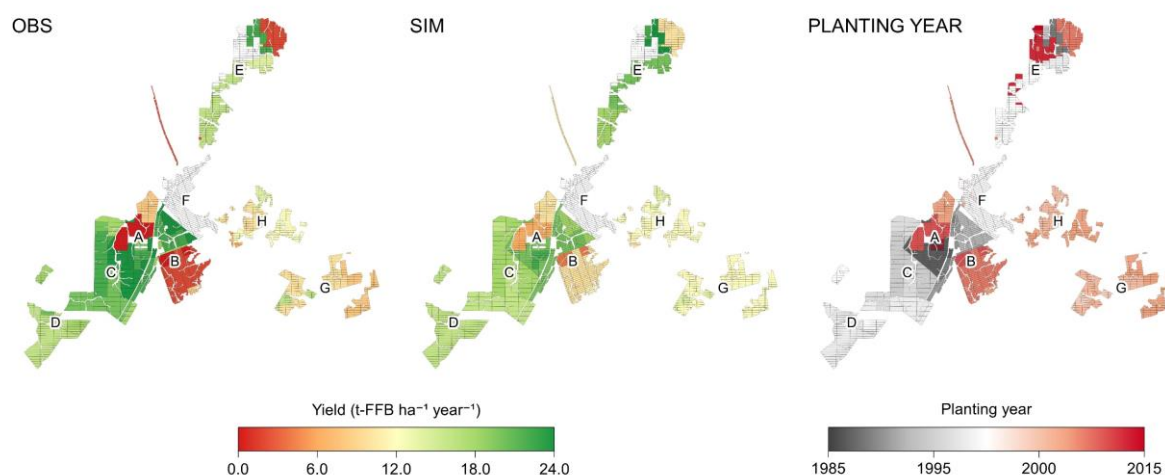 OBS
SIM
PLANTING YEAR
E
E
E
F
F
F
A
H
A
H
A
H
C
B
C
B
C
B
G
G
G
D
D
D
Yield (t-FFB ha⁻¹ year⁻¹)
0.0 6.0 12.0 18.0 24.0
Planting year
1985 1995 2000 2015